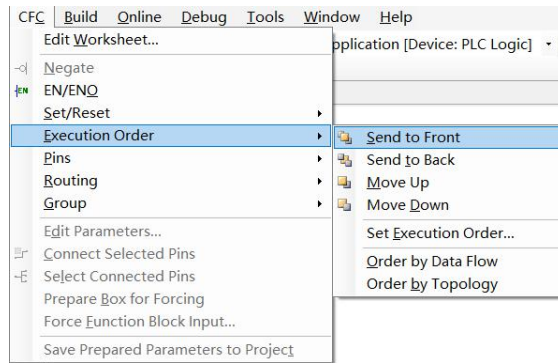 CFC Build Online Debug Tools Window Help
Edit Worksheet...
pplication [Device: PLC Logic]
Negate
EN EN/ENO
Set/Reset
Execution Order
Send to Front
Pins
Send to Back
Routing
Move Up
Group
Move Down
Edit Parameters...
Set Execution Order...
Connect Selected Pins
Order by Data Flow
Select Connected Pins
Order by Topology
Prepare Box for Forcing
Force Function Block Input...
Save Prepared Parameters to Project